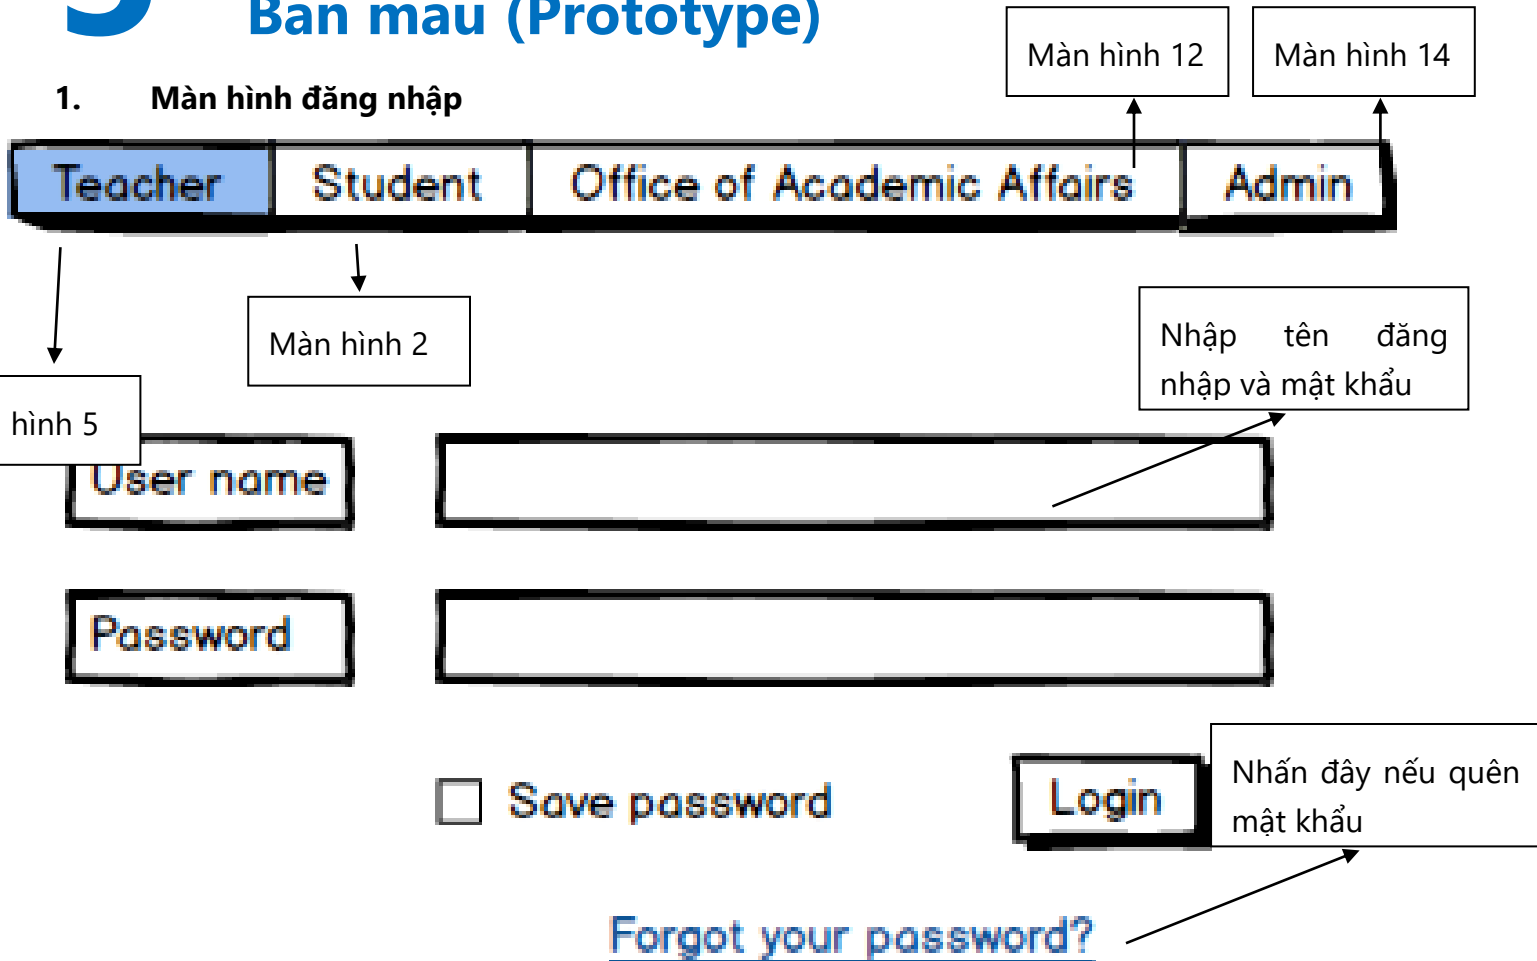 Bản mẫu (Prototype)
Màn hình 12
Màn hình 14
1. Màn hình đăng nhập
Teacher
Student
Office of Academic Affairs
Admin
Màn hình 2
Nhập tên đăng
nhập và mật khẩu
hình 5
User name
Password
Save password
Login
Nhấn đây nếu quên
mật khẩu
Forgot your password?